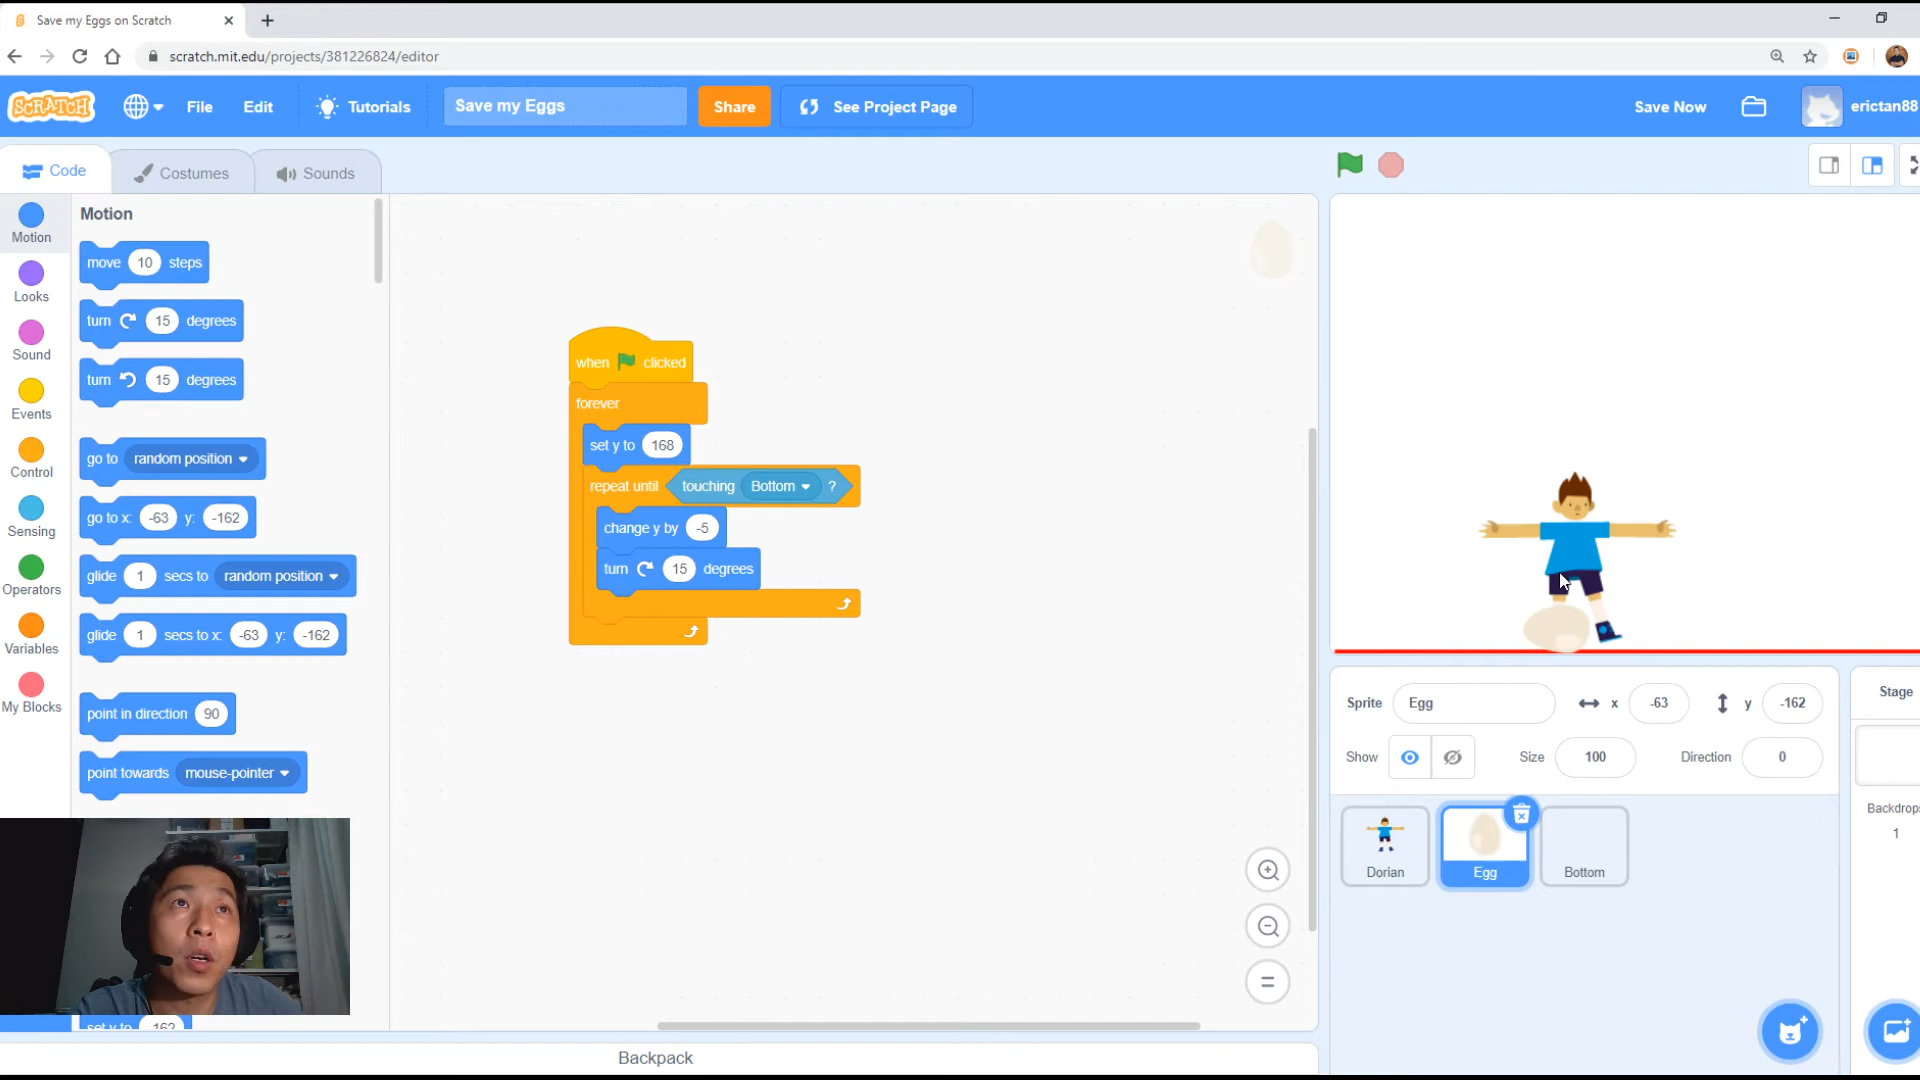 Save my Eggs on Scratch
scratch.mit.edu/projects/381226824/editor
SCRATCH
File
Edit
Tutorials
Save my Eggs
Share
See Project Page
Save Now
erictan88
Code
Costumes
Sounds
Motion
Looks
Sound
Events
Control
Sensing
Operators
Variables
My Blocks
Motion
move 10 steps
turn 15 degrees
turn 15 degrees
go to random position
go to x: -63 y: -162
glide 1 secs to random position
glide 1 secs to x: -63 y: -162
point in direction 90
point towards mouse-pointer
set y to -162
when clicked
forever
set y to 168
repeat until touching Bottom ?
change y by -5
turn 15 degrees
Backpack
Sprite Egg x -63 y -162
Show Size 100 Direction 0
Dorian
Egg
Bottom
Stage
Backdrops
1